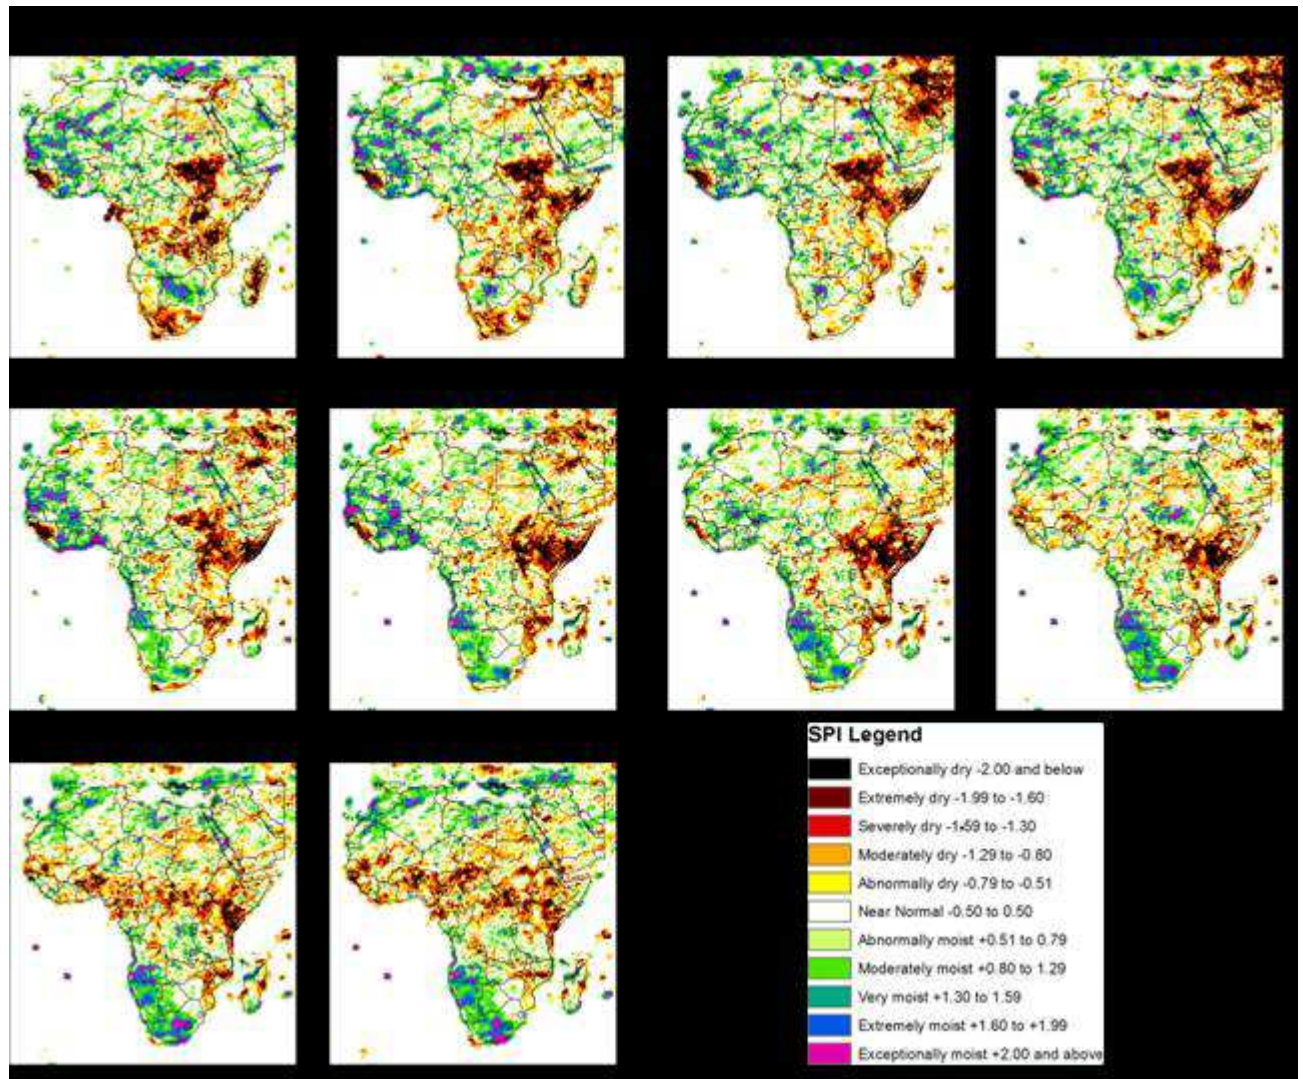 SPI Legend
Exceptionally dry -2.00 and below
Extremely dry -1.99 to -1.60
Severely dry -1.59 to -1.30
Moderately dry -1.29 to -0.80
Abnormally dry -0.79 to -0.51
Near Normal -0.50 to 0.50
Abnormally moist +0.51 to 0.79
Moderately moist +0.80 to 1.29
Very moist +1.30 to 1.59
Extremely moist +1.60 to +1.99
Exceptionally moist +2.00 and above